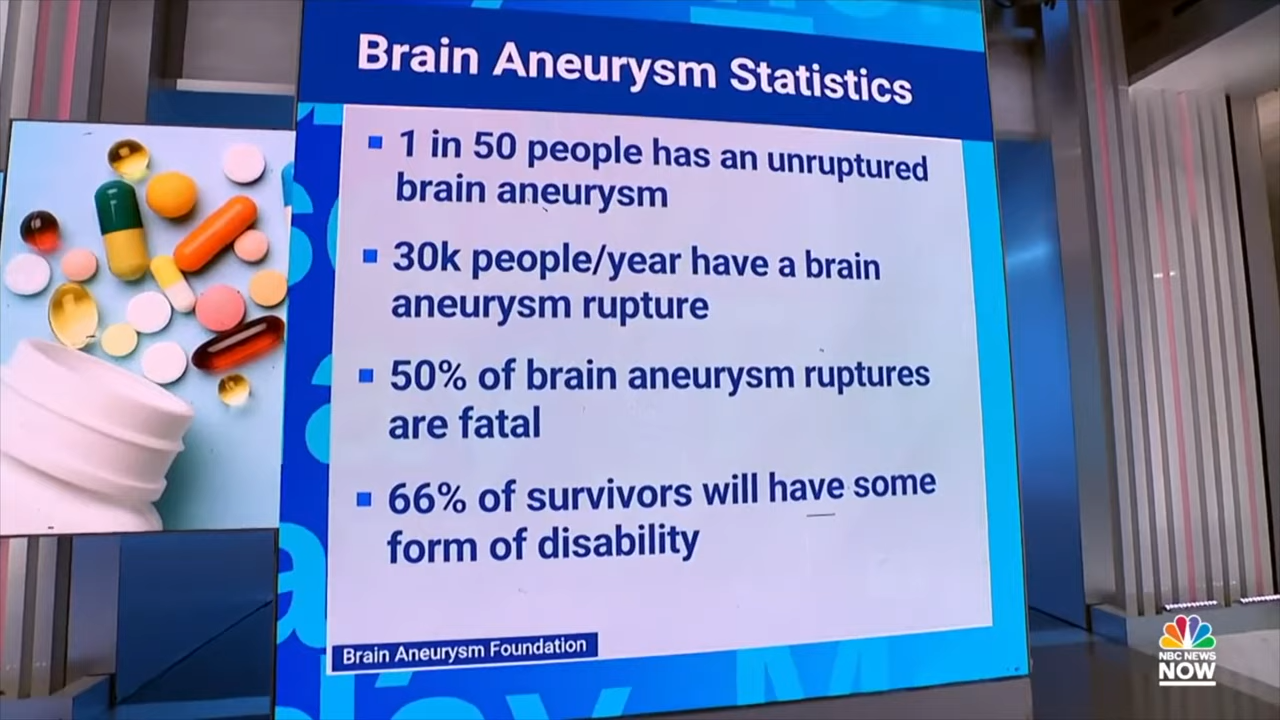 Brain Aneurysm Statistics
1 in 50 people has an unruptured
brain aneurysm
30k people/year have a brain
aneurysm rupture
50% of brain aneurysm ruptures
are fatal
66% of survivors will have some
form of disability
Brain Aneurysm Foundation
NBC NEWS
NOW